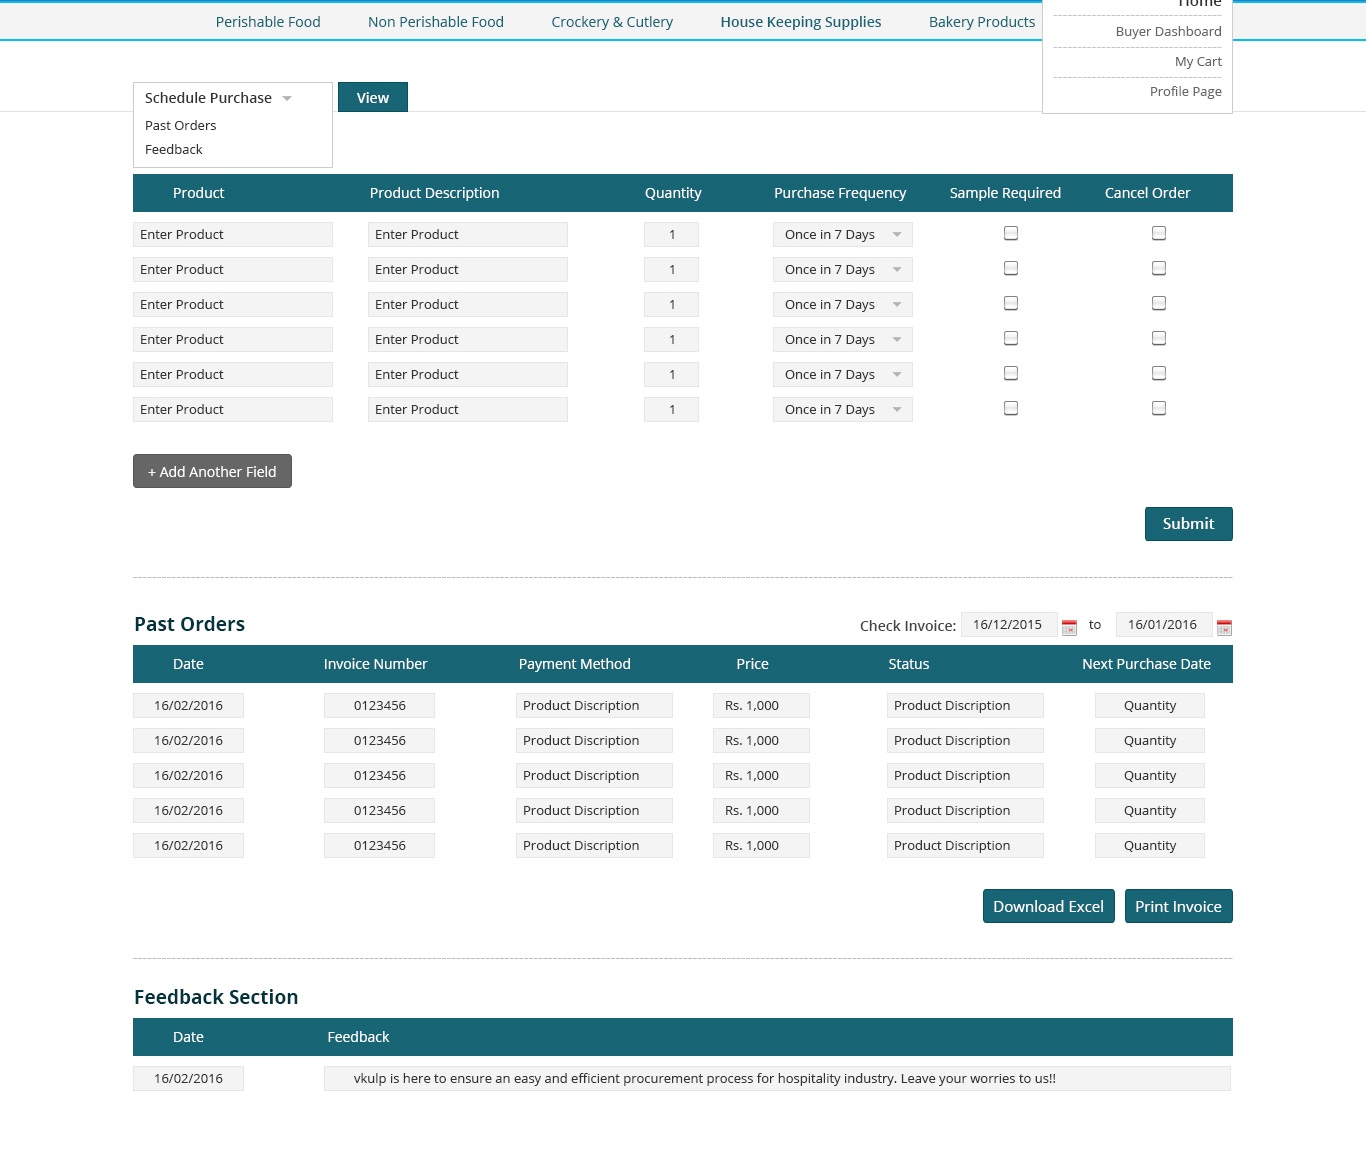 Home
Perishable Food Non Perishable Food Crockery & Cutlery House Keeping Supplies Bakery Products
Buyer Dashboard
My Cart
Profile Page
Schedule Purchase View
Past Orders
Feedback
Product Product Description Quantity Purchase Frequency Sample Required Cancel Order
Enter Product Enter Product 1 Once in 7 Days
Enter Product Enter Product 1 Once in 7 Days
Enter Product Enter Product 1 Once in 7 Days
Enter Product Enter Product 1 Once in 7 Days
Enter Product Enter Product 1 Once in 7 Days
Enter Product Enter Product 1 Once in 7 Days
+ Add Another Field
Submit
Past Orders Check Invoice: 16/12/2015 to 16/01/2016
Date Invoice Number Payment Method Price Status Next Purchase Date
16/02/2016 0123456 Product Discription Rs. 1,000 Product Discription Quantity
16/02/2016 0123456 Product Discription Rs. 1,000 Product Discription Quantity
16/02/2016 0123456 Product Discription Rs. 1,000 Product Discription Quantity
16/02/2016 0123456 Product Discription Rs. 1,000 Product Discription Quantity
16/02/2016 0123456 Product Discription Rs. 1,000 Product Discription Quantity
Download Excel Print Invoice
Feedback Section
Date Feedback
16/02/2016 vkulp is here to ensure an easy and efficient procurement process for hospitality industry. Leave your worries to us!!